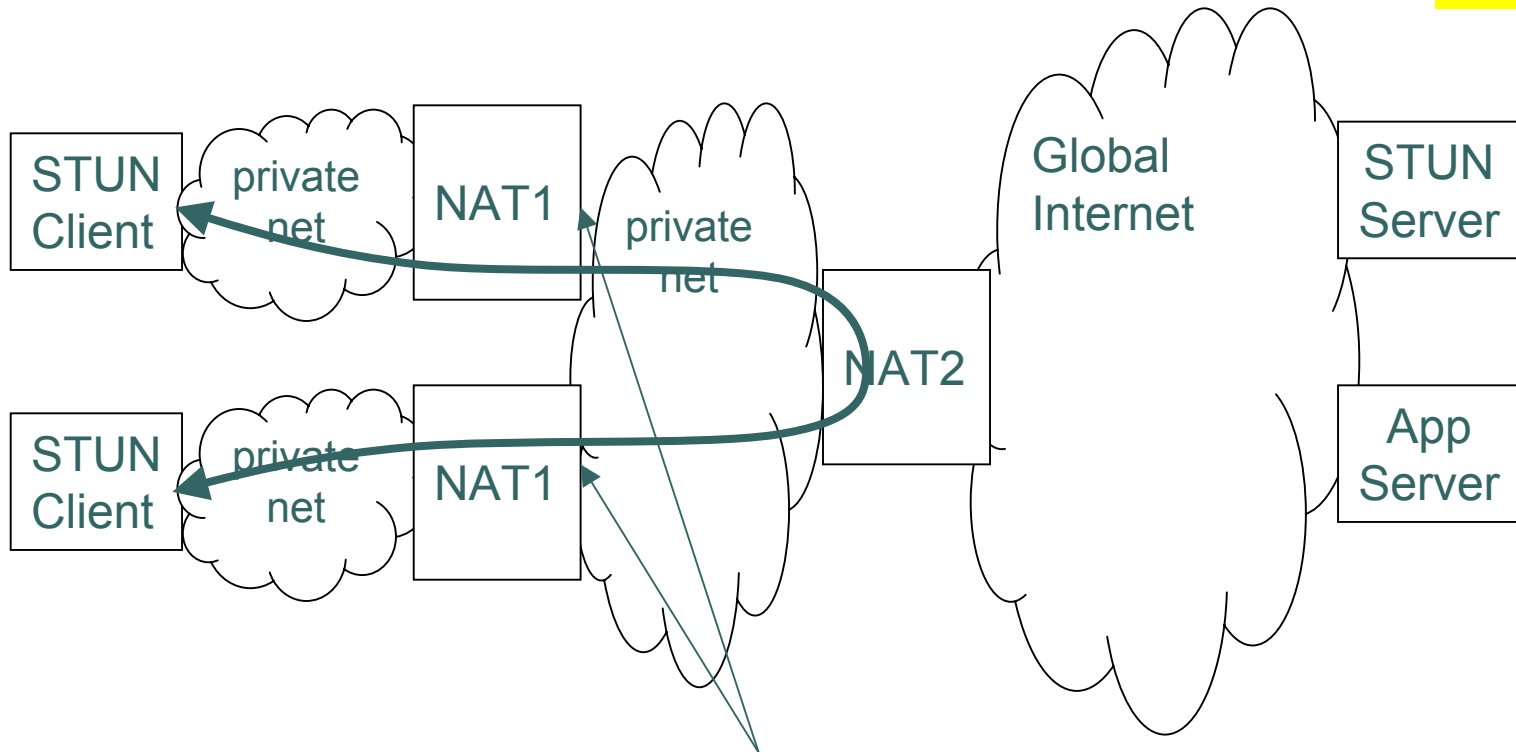 STUN
Client
private
net
NAT1
private
net
Global
Internet
STUN
Server
NAT2
STUN
Client
private
net
NAT1
App
Server